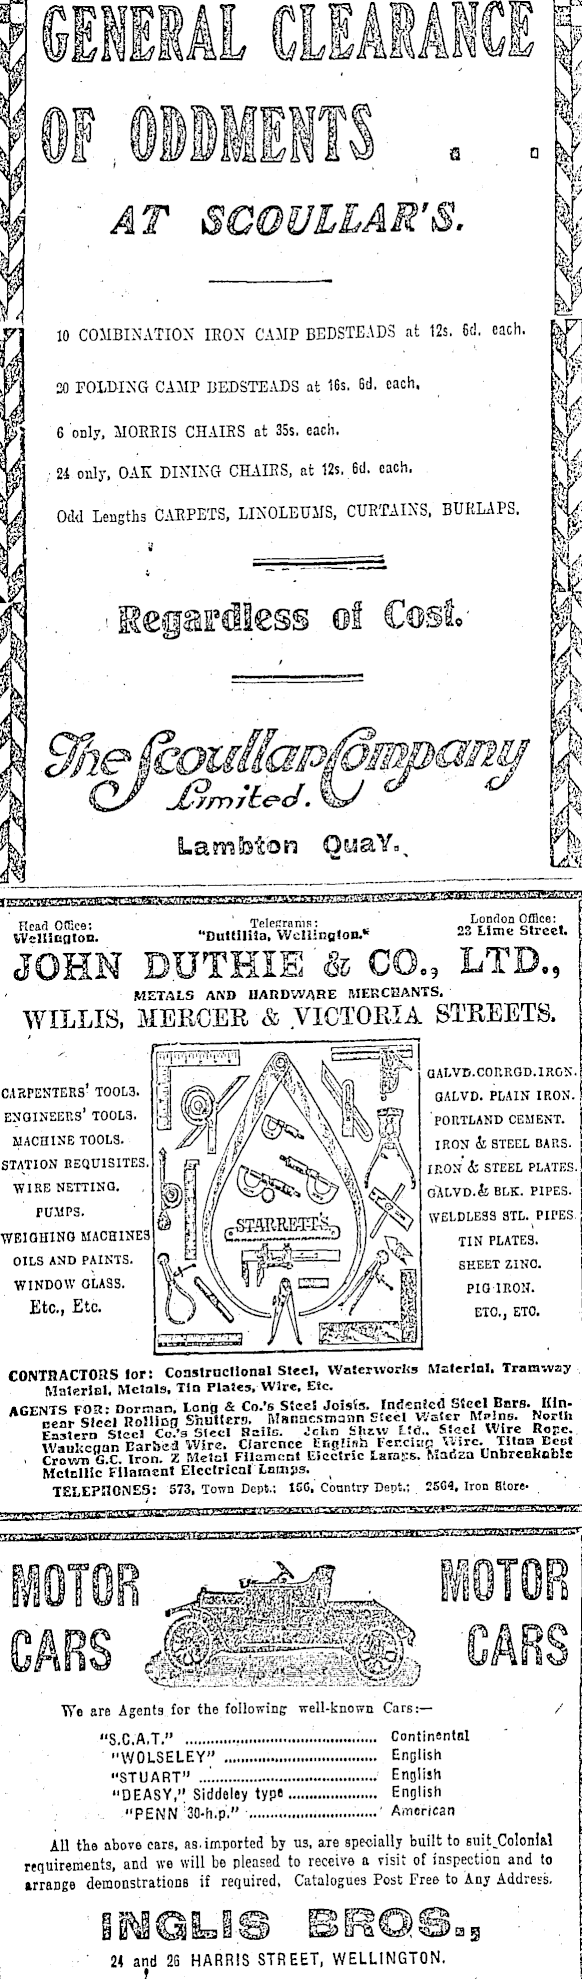 GENERAL CLEARANCE
OF ODDMENTS . .
AT SCOULLAR'S.
10 COMBINATION IRON CAMP BEDSTEADS at 12s. 6d. each.
20 FOLDING CAMP BEDSTEADS at 16s. 6d. each.
6 only, MORRIS CHAIRS at 35s. each.
24 only, OAK DINING CHAIRS, at 12s. 6d. each.
Odd Lengths CARPETS, LINOLEUMS, CURTAINS, BURLAPS.
Regardless of Cost.
The Scoullar Company
Limited.
Lambton Quay.
Head Office: Telegrams: London Office:
Wellington. "Duttilita, Wellington." 23 Lime Street.
JOHN DUTHIE & CO., LTD.,
METALS AND HARDWARE MERCHANTS,
WILLIS, MERCER & VICTORIA STREETS.
CARPENTERS' TOOLS.
ENGINEERS' TOOLS.
MACHINE TOOLS.
STATION REQUISITES.
WIRE NETTING.
PUMPS.
WEIGHING MACHINES
OILS AND PAINTS.
WINDOW GLASS.
Etc., Etc.
STARRETT'S
GALVD. CORRGD. IRON.
GALVD. PLAIN IRON.
PORTLAND CEMENT.
IRON & STEEL BARS.
IRON & STEEL PLATES.
GALVD. & BLK. PIPES.
WELDLESS STL. PIPES
TIN PLATES.
SHEET ZINC.
PIG IRON.
ETC., ETC.
CONTRACTORS for: Constructional Steel, Waterworks Material, Tramway
Material, Metals, Tin Plates, Wire, Etc.
AGENTS FOR: Dorman, Long & Co.'s Steel Joists. Indented Steel Bars. Kin-
near Steel Rolling Shutters. Mannesmann Steel Water Mains. North
Eastern Steel Co.'s Steel Rails. John Shaw Ltd., Steel Wire Rope.
Waukegan Barbed Wire. Clarence English Fencing Wire. Titan Best
Crown G.C. Iron. Z Metal Filament Electric Lamps. Madza Unbreakable
Metallic Filament Electrical Lamps.
TELEPHONES: 573, Town Dept.; 156, Country Dept.; 2564, Iron Store.
MOTOR CARS
MOTOR CARS
We are Agents for the following well-known Cars:—
"S.C.A.T." ........ Continental
"WOLSELEY" ........ English
"STUART" ........ English
"DEASY," Siddeley type ........ English
"PENN 30-h.p." ........ American
All the above cars, as imported by us, are specially built to suit Colonial
requirements, and we will be pleased to receive a visit of inspection and to
arrange demonstrations if required. Catalogues Post Free to Any Address.
INGLIS BROS.,
24 and 26 HARRIS STREET, WELLINGTON.